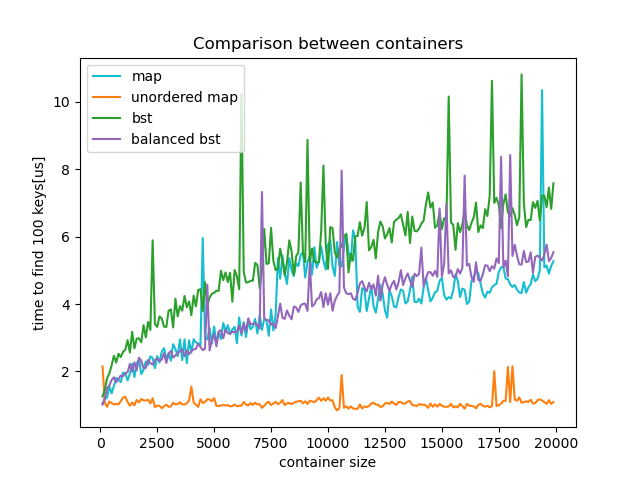 Comparison between containers
time to find 100 keys[us]
10
8
6
4
2
map
unordered map
bst
balanced bst
0 2500 5000 7500 10000 12500 15000 17500 20000
container size